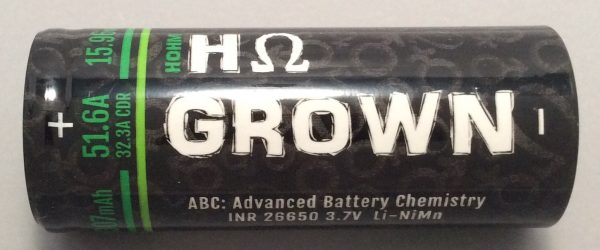 +
51.6A
32.3A CDR
HOHM
HΩ
GROWN
ABC: Advanced Battery Chemistry
INR 26650 3.7V Li-NiMn
-